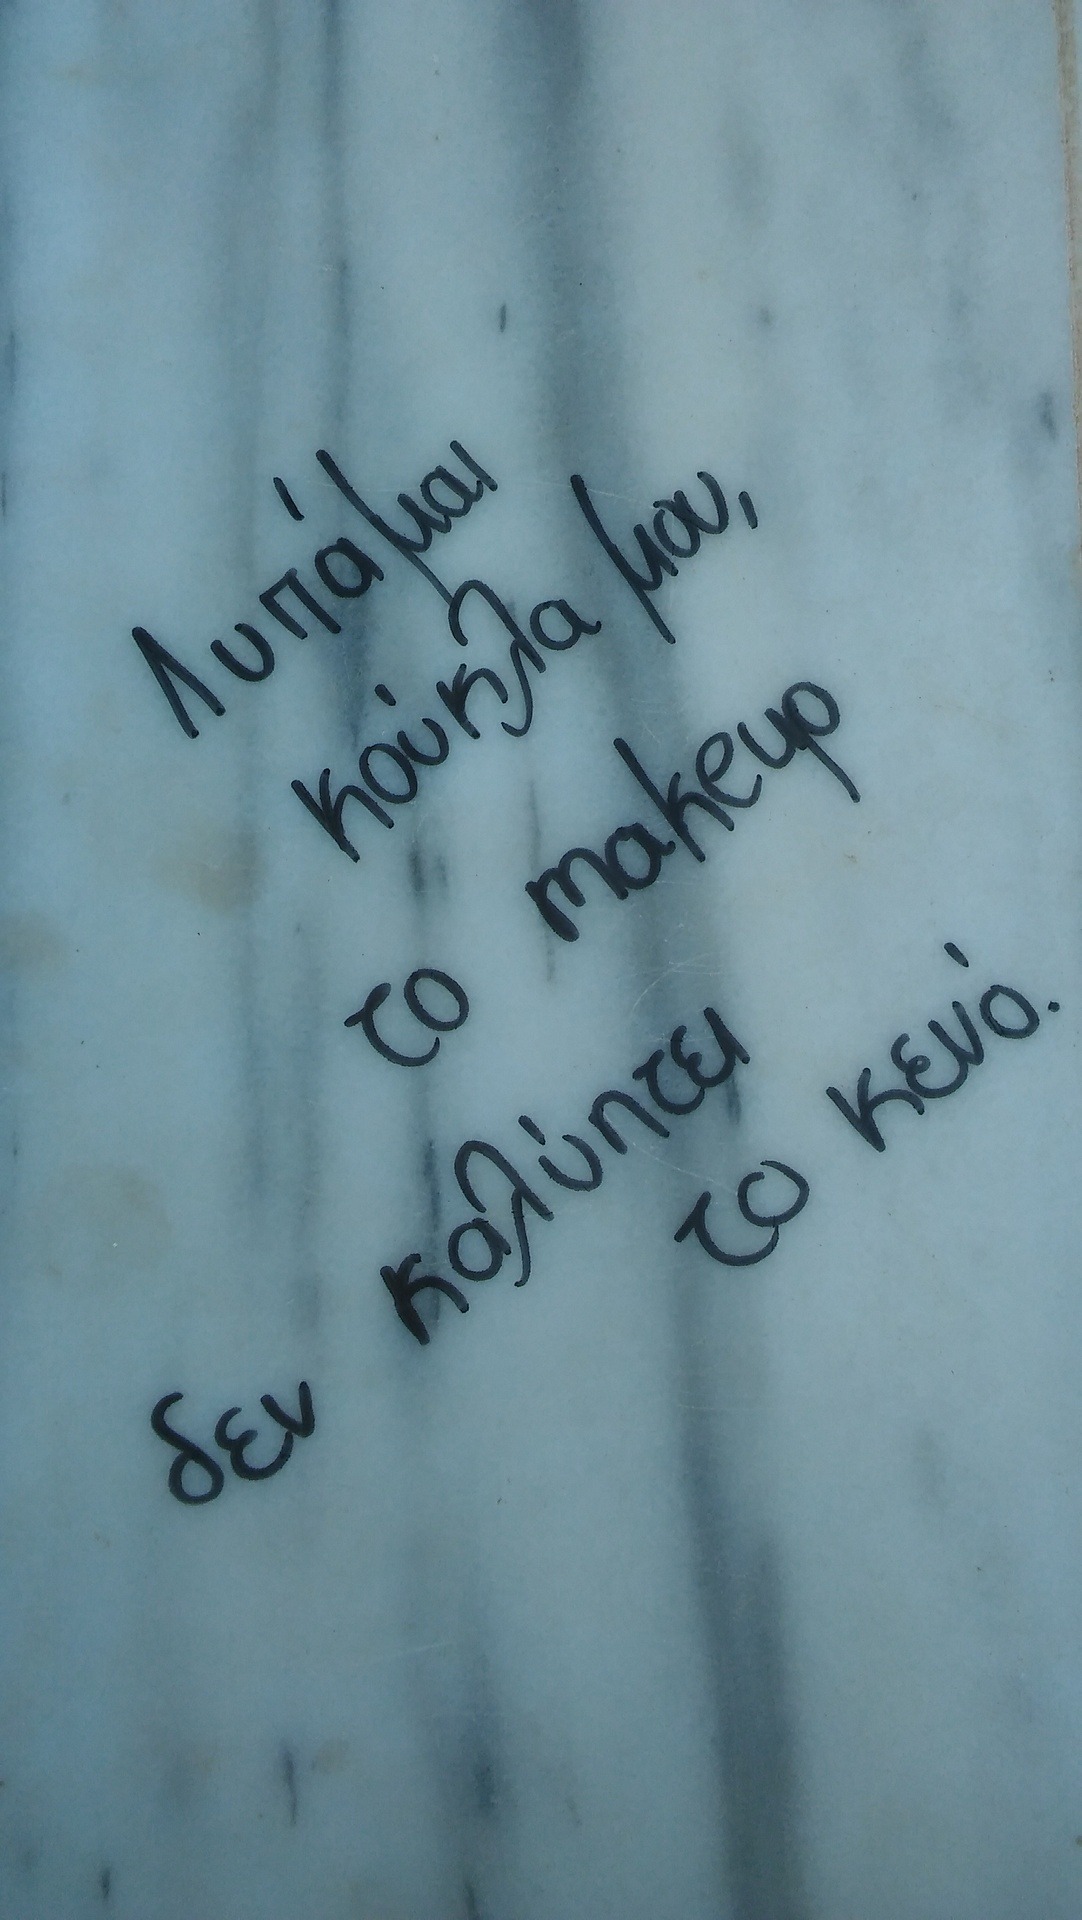 Λυπάμαι
κούκλα μου,
το makeup
δεν καλύπτει
το κενό.